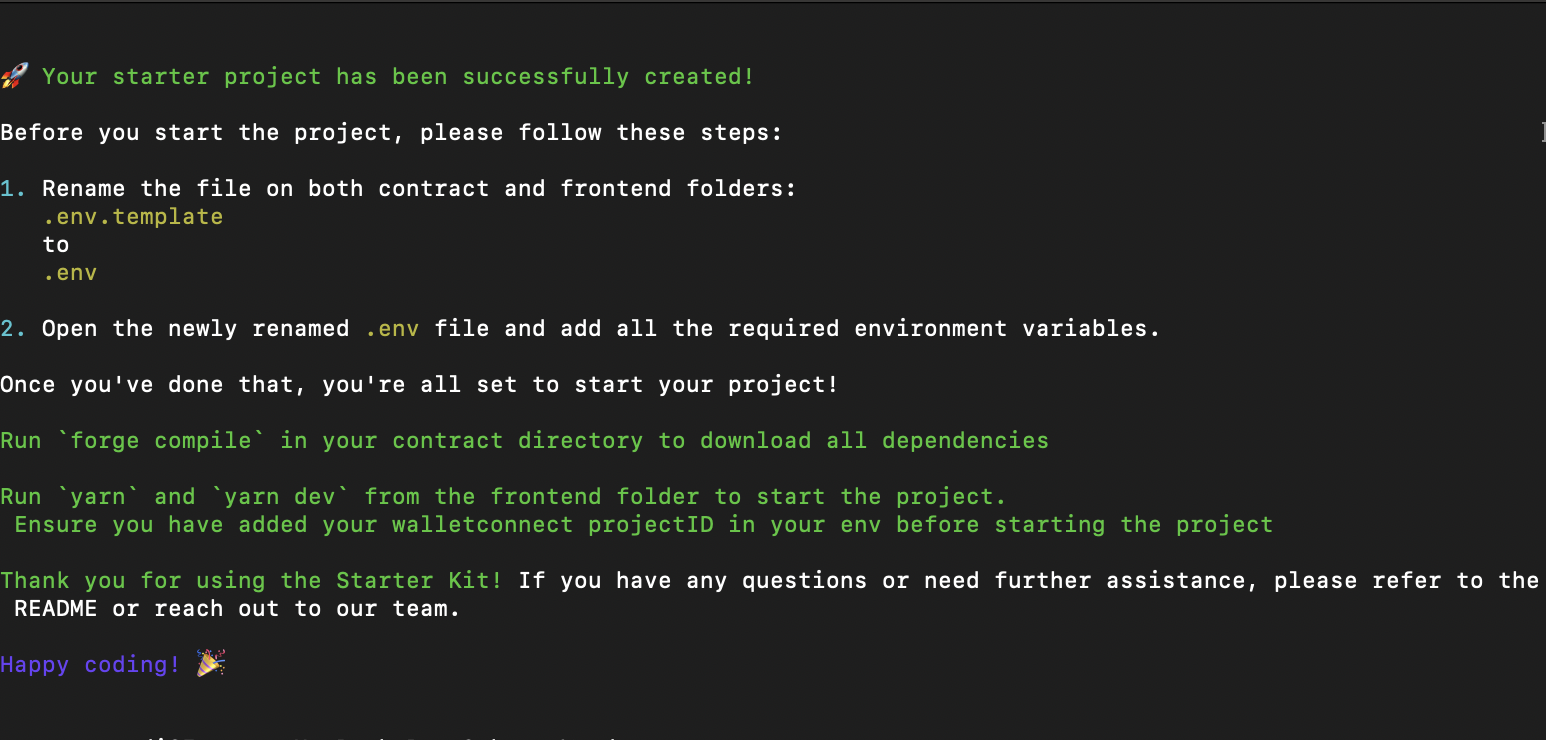 🚀 Your starter project has been successfully created!
Before you start the project, please follow these steps:
1. Rename the file on both contract and frontend folders:
.env.template
to
.env
2. Open the newly renamed .env file and add all the required environment variables.
Once you've done that, you're all set to start your project!
Run `forge compile` in your contract directory to download all dependencies
Run `yarn` and `yarn dev` from the frontend folder to start the project.
Ensure you have added your walletconnect projectID in your env before starting the project
Thank you for using the Starter Kit! If you have any questions or need further assistance, please refer to the
README or reach out to our team.
Happy coding! 🎉